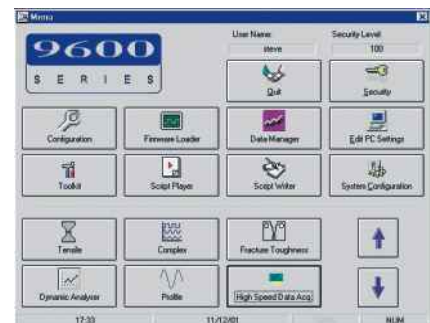 Menu
User Name:
Security Level
steve
100
9600
SERIES
Quit
Security
Configuration
Firmware Loader
Data Manager
Edit PC Settings
Toolkit
Script Player
Script Writer
System Configuration
Tensile
Complex
Fracture Toughness
Dynamic Analyser
Profile
High Speed Data Acq
17:33
11/12/01
NUM